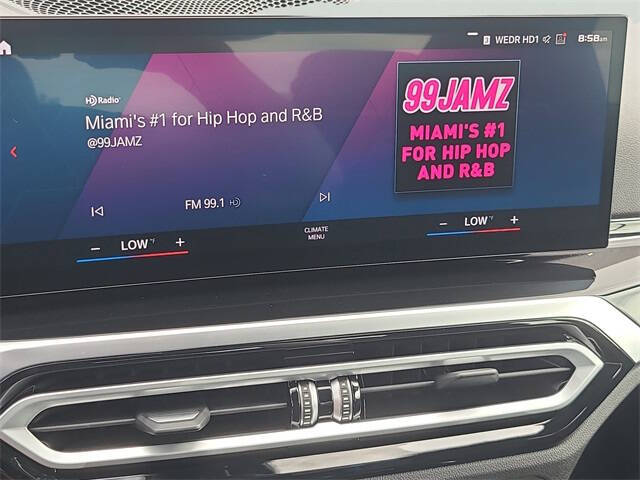 WEDR HD1 8:58am
HD Radio
Miami's #1 for Hip Hop and R&B
@99JAMZ
99JAMZ
MIAMI'S #1
FOR HIP HOP
AND R&B
FM 99.1 HD
− LOW °F +
CLIMATE
MENU
− LOW °F +